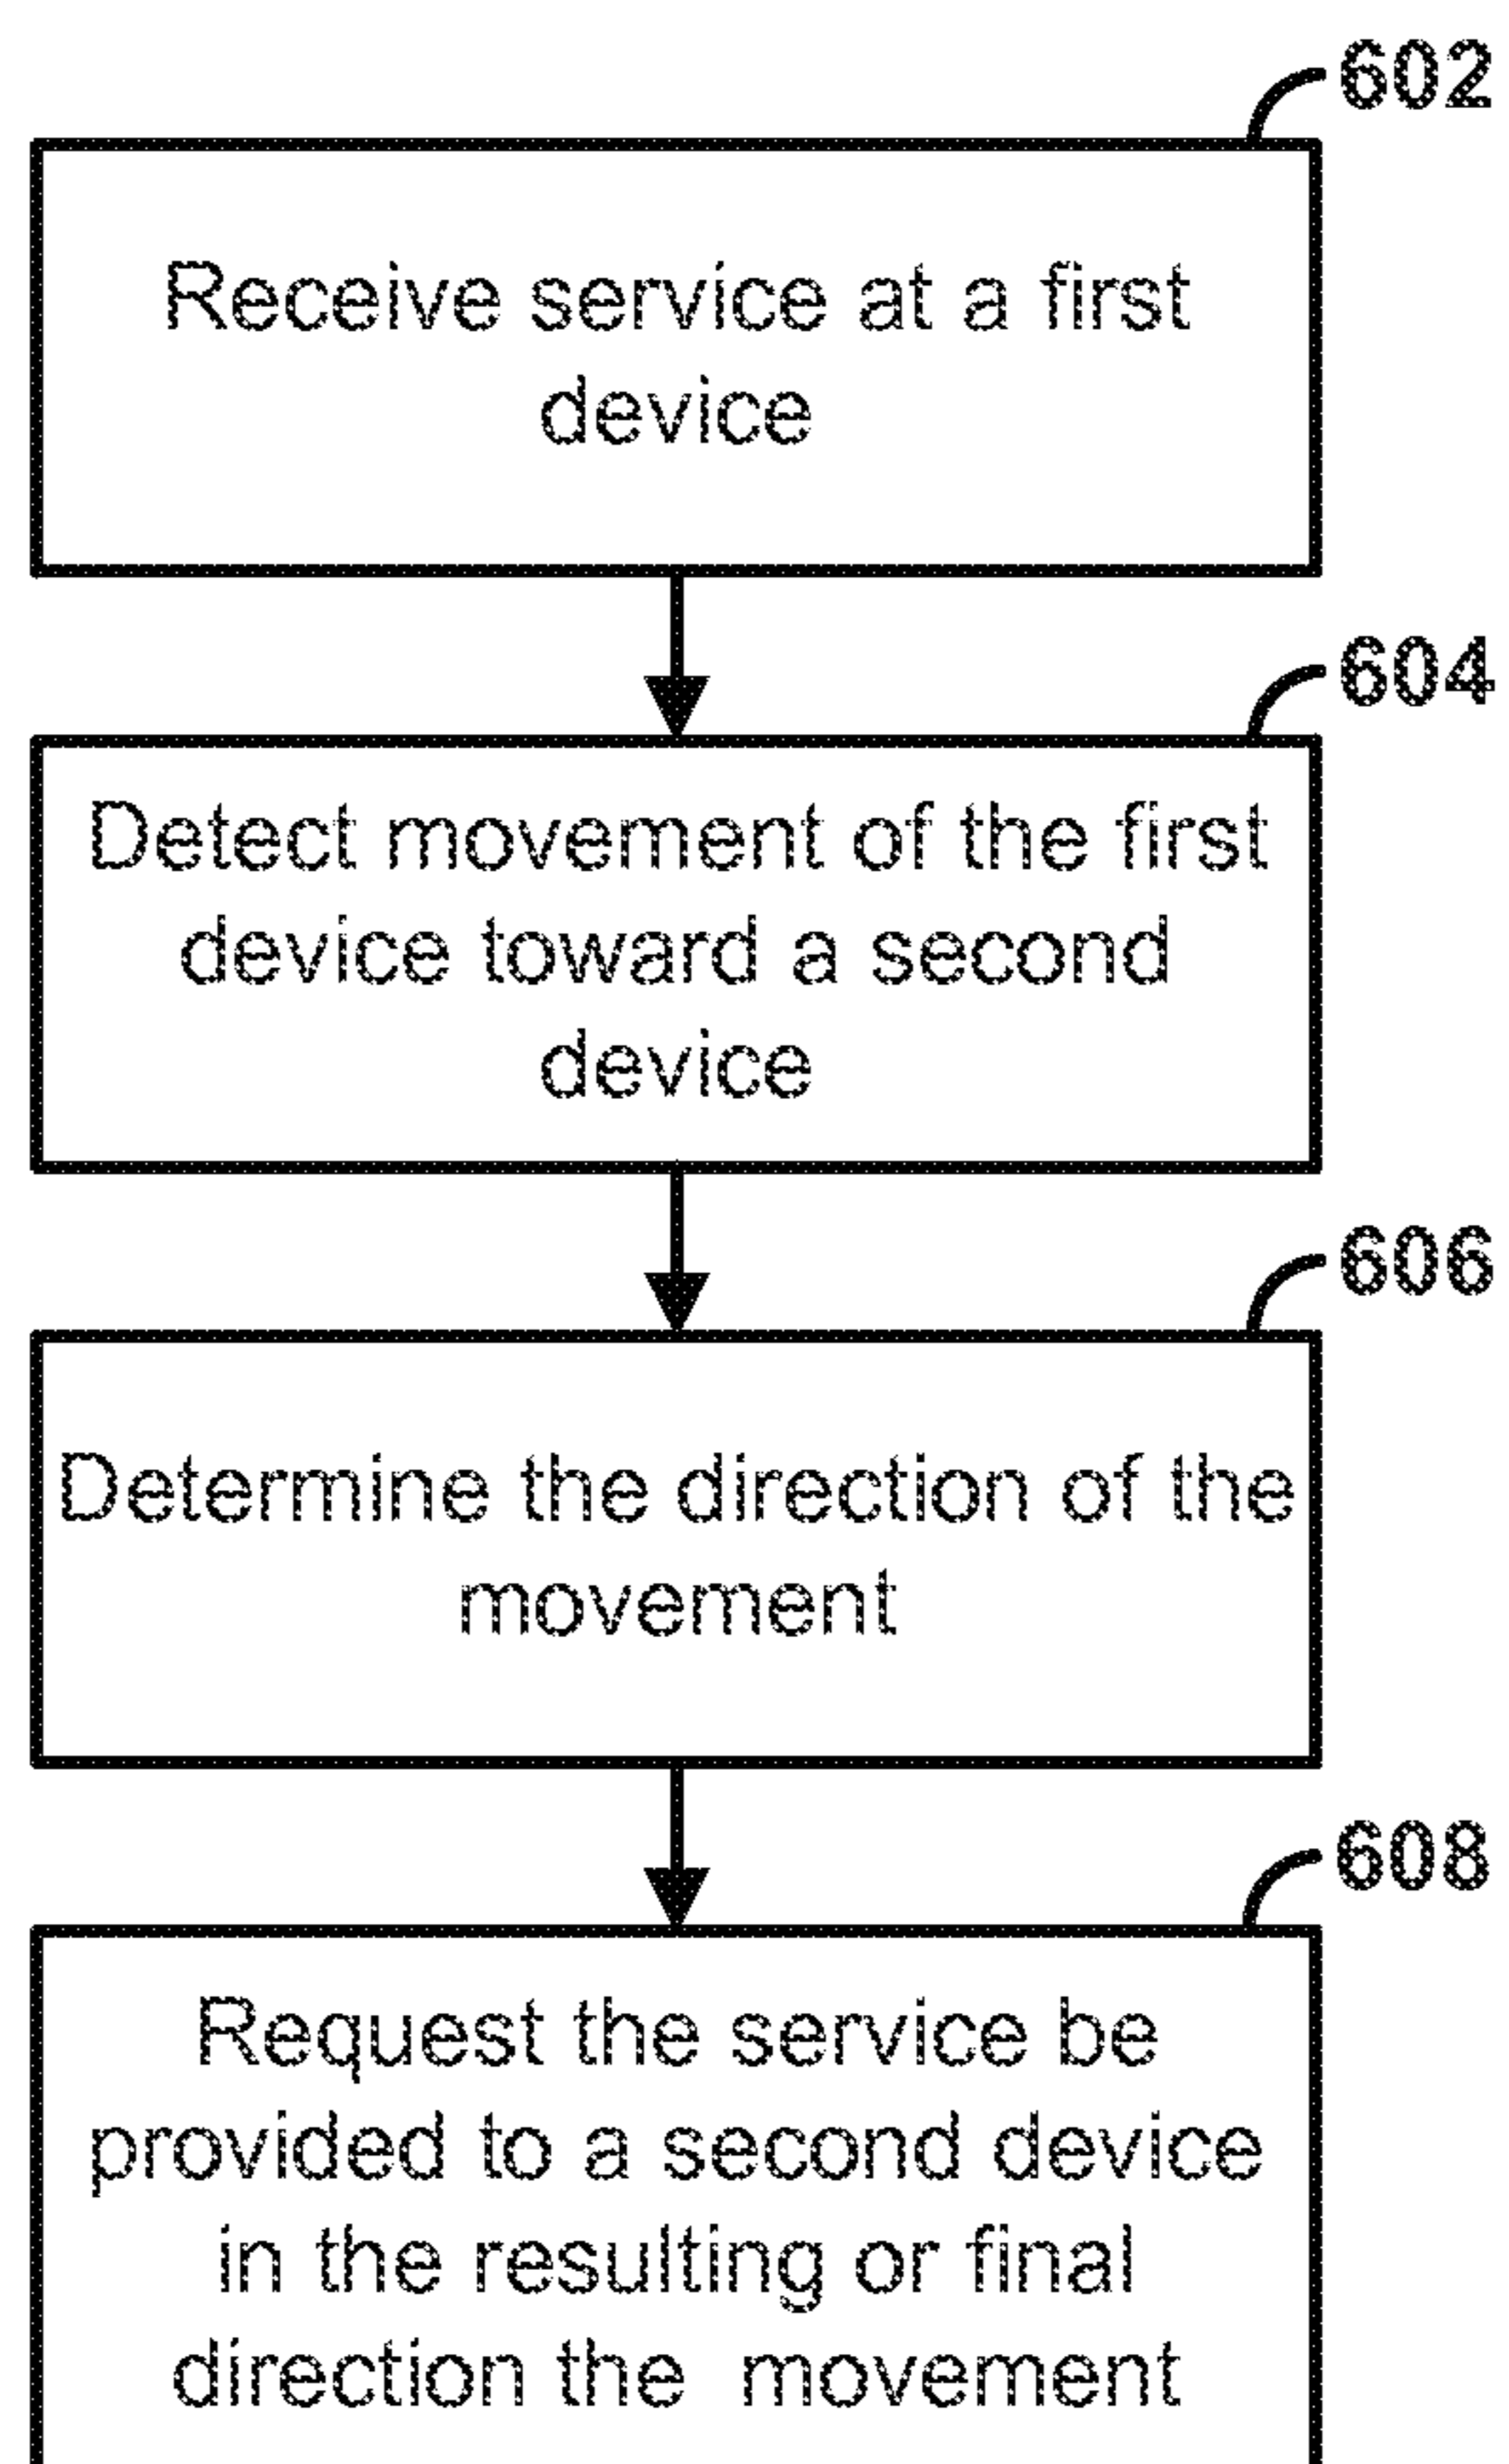 602
Receive service at a first
device
604
Detect movement of the first
device toward a second
device
606
Determine the direction of the
movement
608
Request the service be
provided to a second device
in the resulting or final
direction the  movement